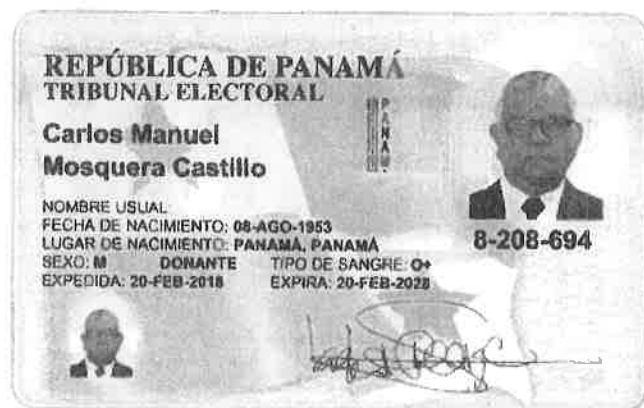 REPÚBLICA DE PANAMÁ
TRIBUNAL ELECTORAL
PANAMÁ
Carlos Manuel
Mosquera Castillo
NOMBRE USUAL:
FECHA DE NACIMIENTO: 08-AGO-1953
LUGAR DE NACIMIENTO: PANAMÁ, PANAMÁ
SEXO: M DONANTE TIPO DE SANGRE: O+
EXPEDIDA: 20-FEB-2018 EXPIRA: 20-FEB-2028
8-208-694